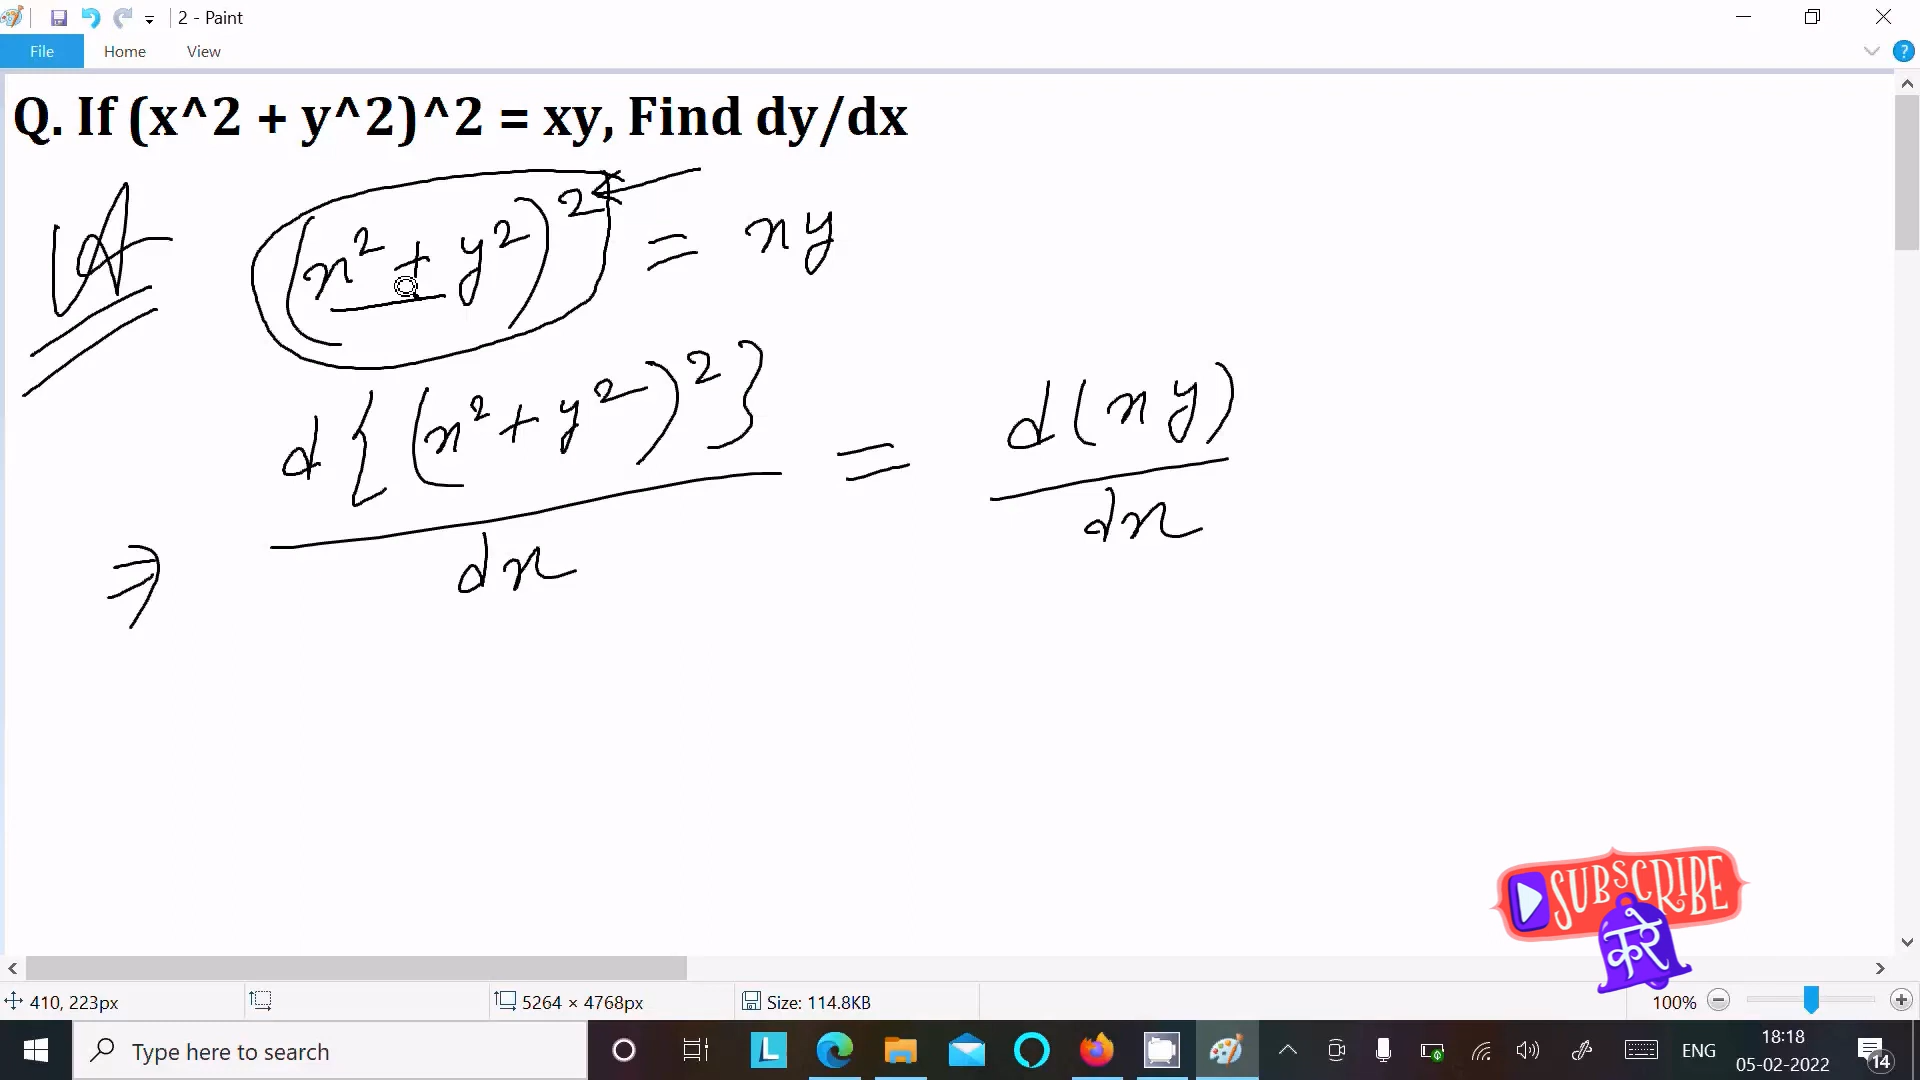 2 - Paint
File Home View
Q. If (x^2 + y^2)^2 = xy, Find dy/dx
(x² + y²)² = xy
d{(x² + y²)²} = d(xy)
⇒ dx dx
SUBSCRIBE
करे
410, 223px 5264 × 4768px Size: 114.8KB 100%
Type here to search
ENG
18:18
05-02-2022
14